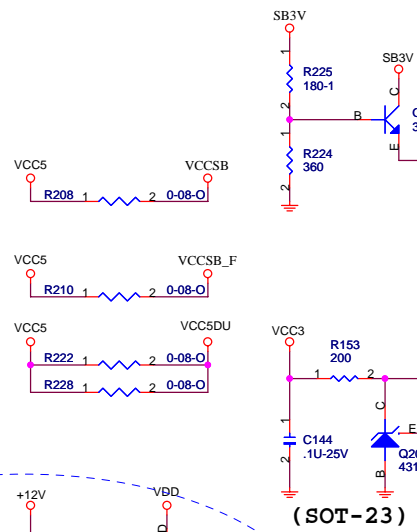 SB3V
SB3V
1
R225
180-1
2
C
B
1
R224
360
E
2
VCC5
VCCSB
R208 1 2 0-08-O
VCC5
VCCSB_F
R210 1 2 0-08-O
VCC5
VCC5DU
VCC3
R222 1 2 0-08-O
R228 1 2 0-08-O
R153
200
1 2
C
1
C144
.1U-25V
2
E
B
431
+12V
VDD
D
(SOT-23)